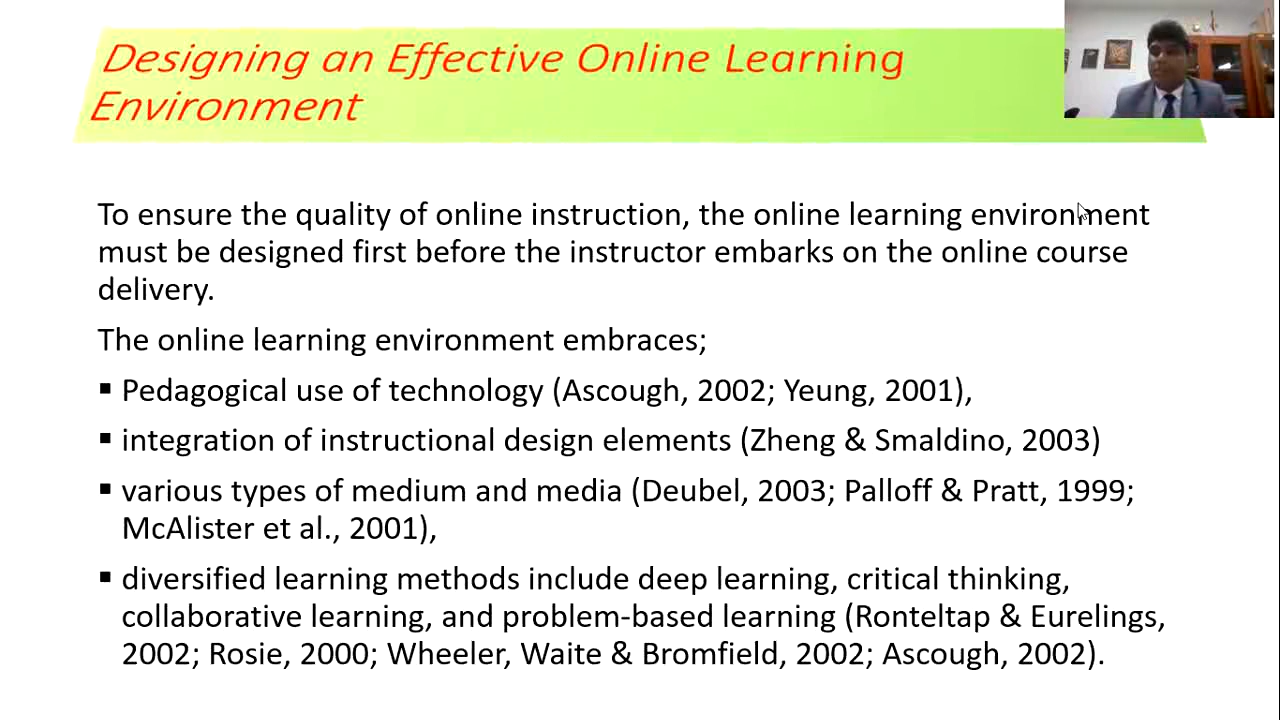 Designing an Effective Online Learning
Environment
To ensure the quality of online instruction, the online learning environment
must be designed first before the instructor embarks on the online course
delivery.
The online learning environment embraces;
▪ Pedagogical use of technology (Ascough, 2002; Yeung, 2001),
▪ integration of instructional design elements (Zheng & Smaldino, 2003)
▪ various types of medium and media (Deubel, 2003; Palloff & Pratt, 1999;
McAlister et al., 2001),
▪ diversified learning methods include deep learning, critical thinking,
collaborative learning, and problem-based learning (Ronteltap & Eurelings,
2002; Rosie, 2000; Wheeler, Waite & Bromfield, 2002; Ascough, 2002).